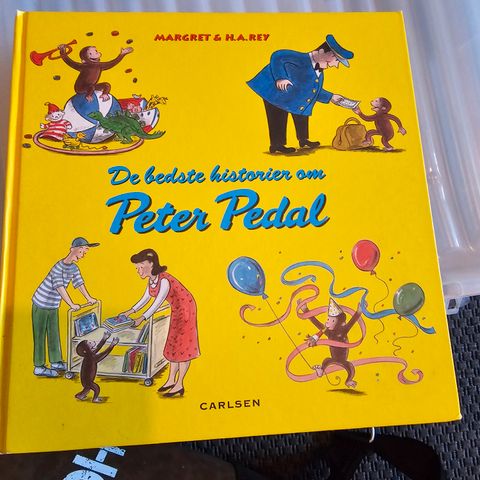 MARGRET & H.A.REY
De bedste historier om
Peter Pedal
CARLSEN